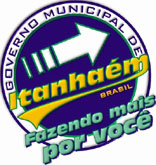 GOVERNO MUNICIPAL DE
Itanhaém
BRASIL
Fazendo mais
por você